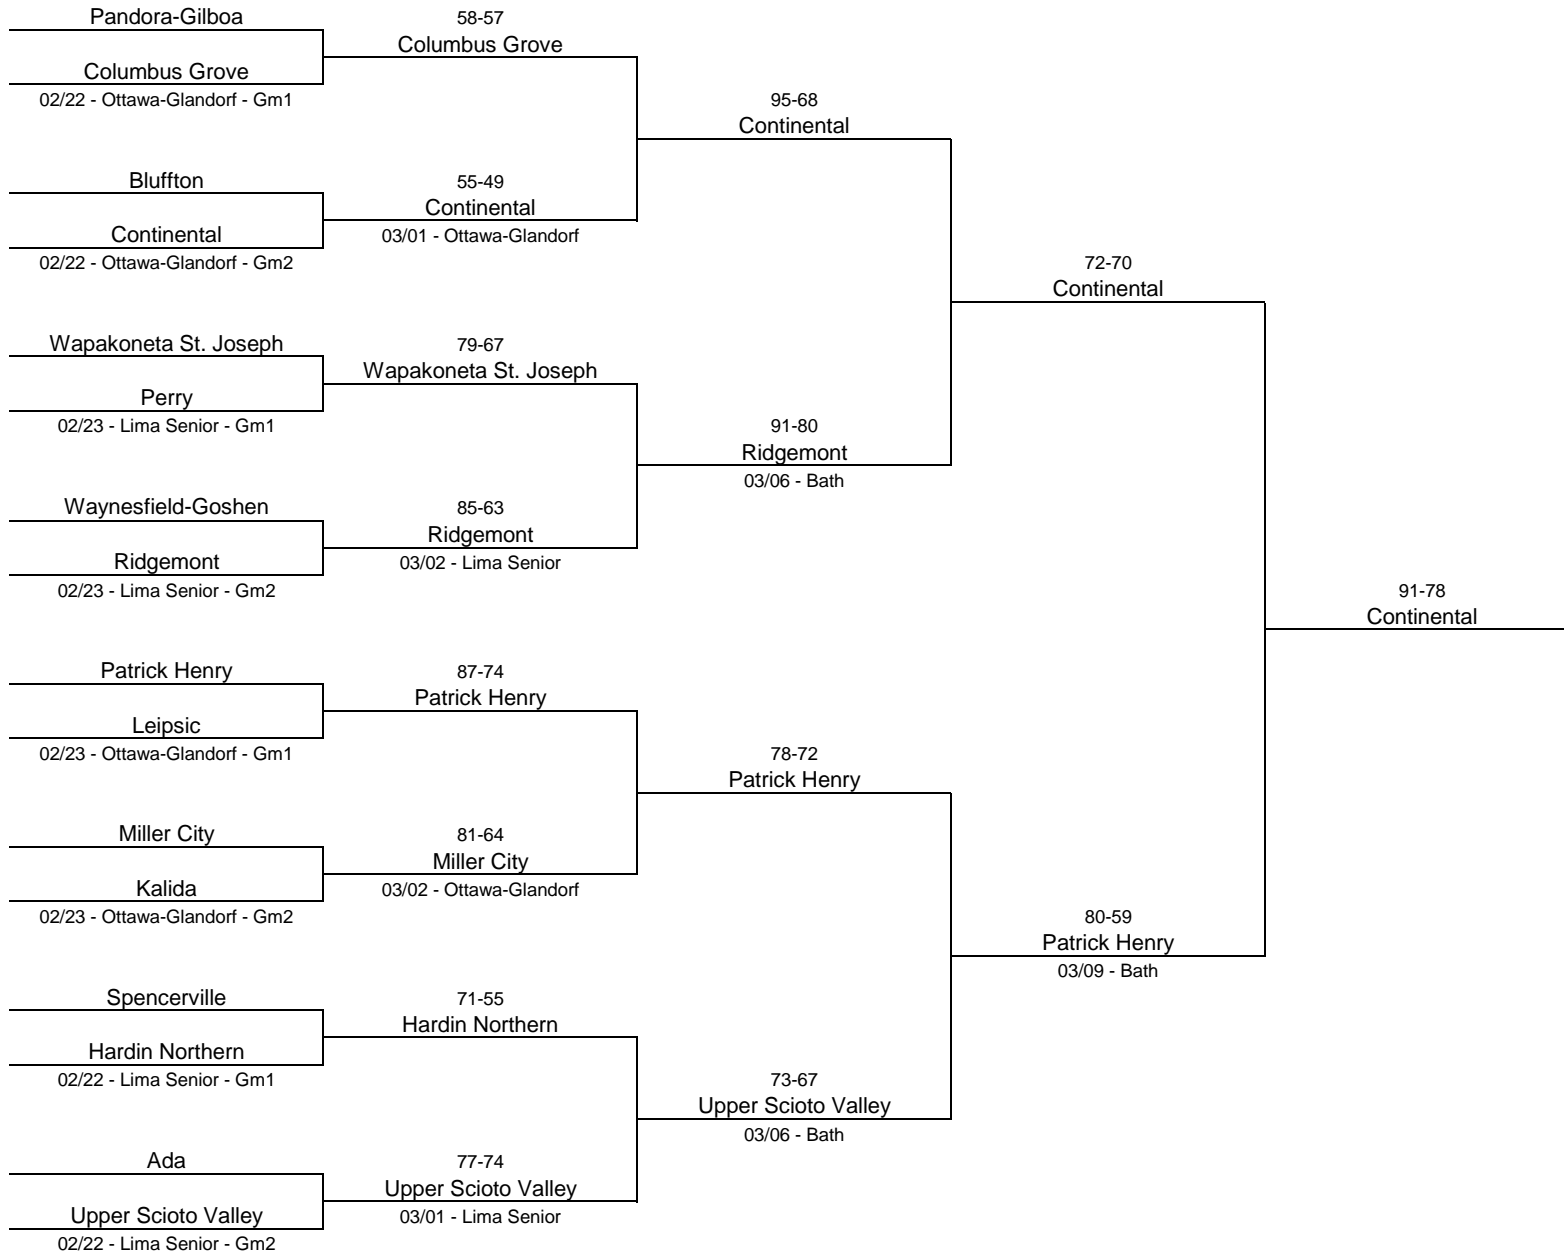 Pandora-Gilboa
Columbus Grove
02/22 - Ottawa-Glandorf - Gm1
Bluffton
Continental
02/22 - Ottawa-Glandorf - Gm2
Wapakoneta St. Joseph
Perry
02/23 - Lima Senior - Gm1
Waynesfield-Goshen
Ridgemont
02/23 - Lima Senior - Gm2
Patrick Henry
Leipsic
02/23 - Ottawa-Glandorf - Gm1
Miller City
Kalida
02/23 - Ottawa-Glandorf - Gm2
Spencerville
Hardin Northern
02/22 - Lima Senior - Gm1
Ada
Upper Scioto Valley
02/22 - Lima Senior - Gm2
58-57
Columbus Grove
55-49
Continental
03/01 - Ottawa-Glandorf
79-67
Wapakoneta St. Joseph
85-63
Ridgemont
03/02 - Lima Senior
87-74
Patrick Henry
81-64
Miller City
03/02 - Ottawa-Glandorf
71-55
Hardin Northern
77-74
Upper Scioto Valley
03/01 - Lima Senior
95-68
Continental
91-80
Ridgemont
03/06 - Bath
78-72
Patrick Henry
73-67
Upper Scioto Valley
03/06 - Bath
72-70
Continental
80-59
Patrick Henry
03/09 - Bath
91-78
Continental